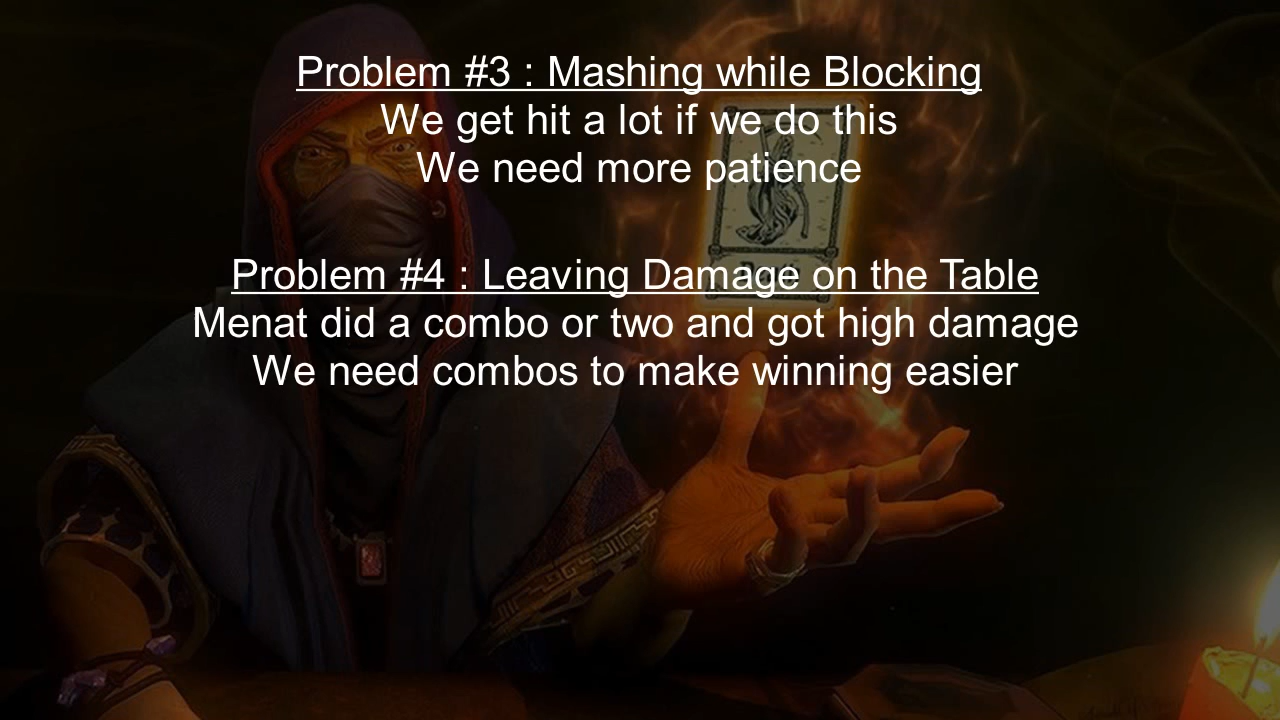 Problem #3 : Mashing while Blocking
We get hit a lot if we do this
We need more patience
Problem #4 : Leaving Damage on the Table
Menat did a combo or two and got high damage
We need combos to make winning easier